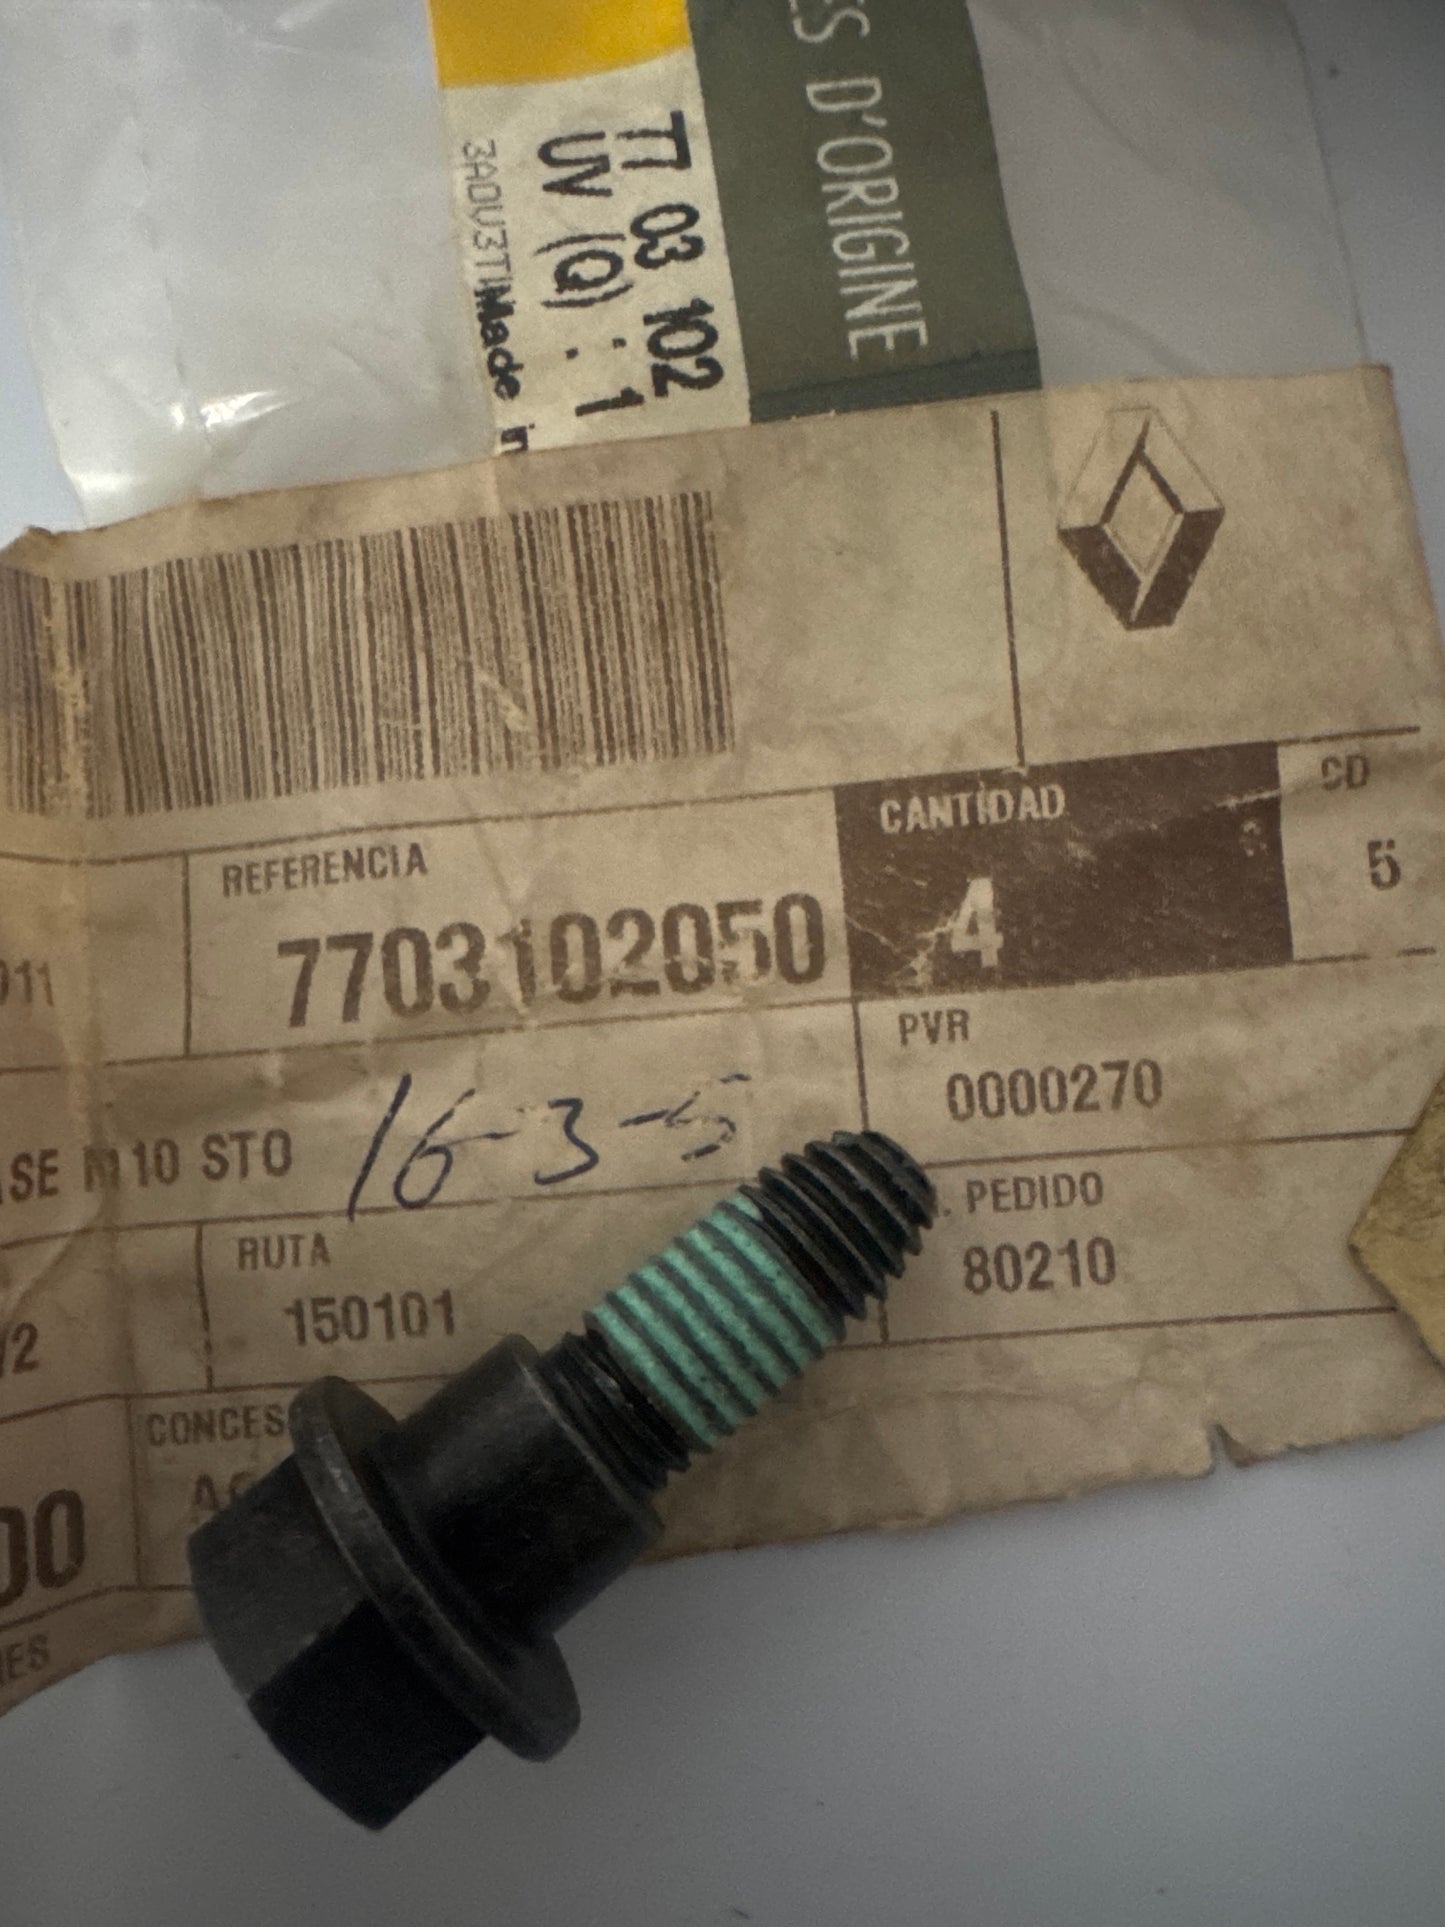 ES D'ORIGINE
77 03 102
UV (Q) : 1
Made in
REFERENCIA
7703102050
CANTIDAD
4
CD
5
911
PVR
0000270
SE M10 STO
16-3-5
PEDIDO
80210
RUTA
150101
/2
CONCES
00
ES